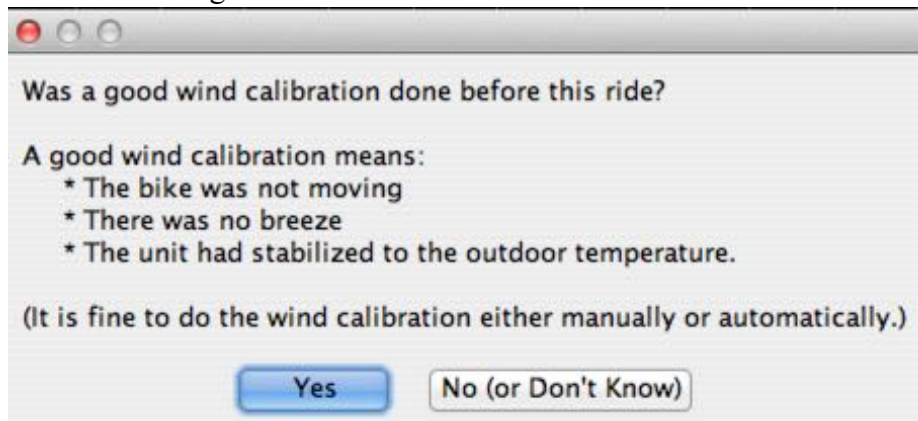 Was a good wind calibration done before this ride?
A good wind calibration means:
* The bike was not moving
* There was no breeze
* The unit had stabilized to the outdoor temperature.
(It is fine to do the wind calibration either manually or automatically.)
Yes No (or Don't Know)